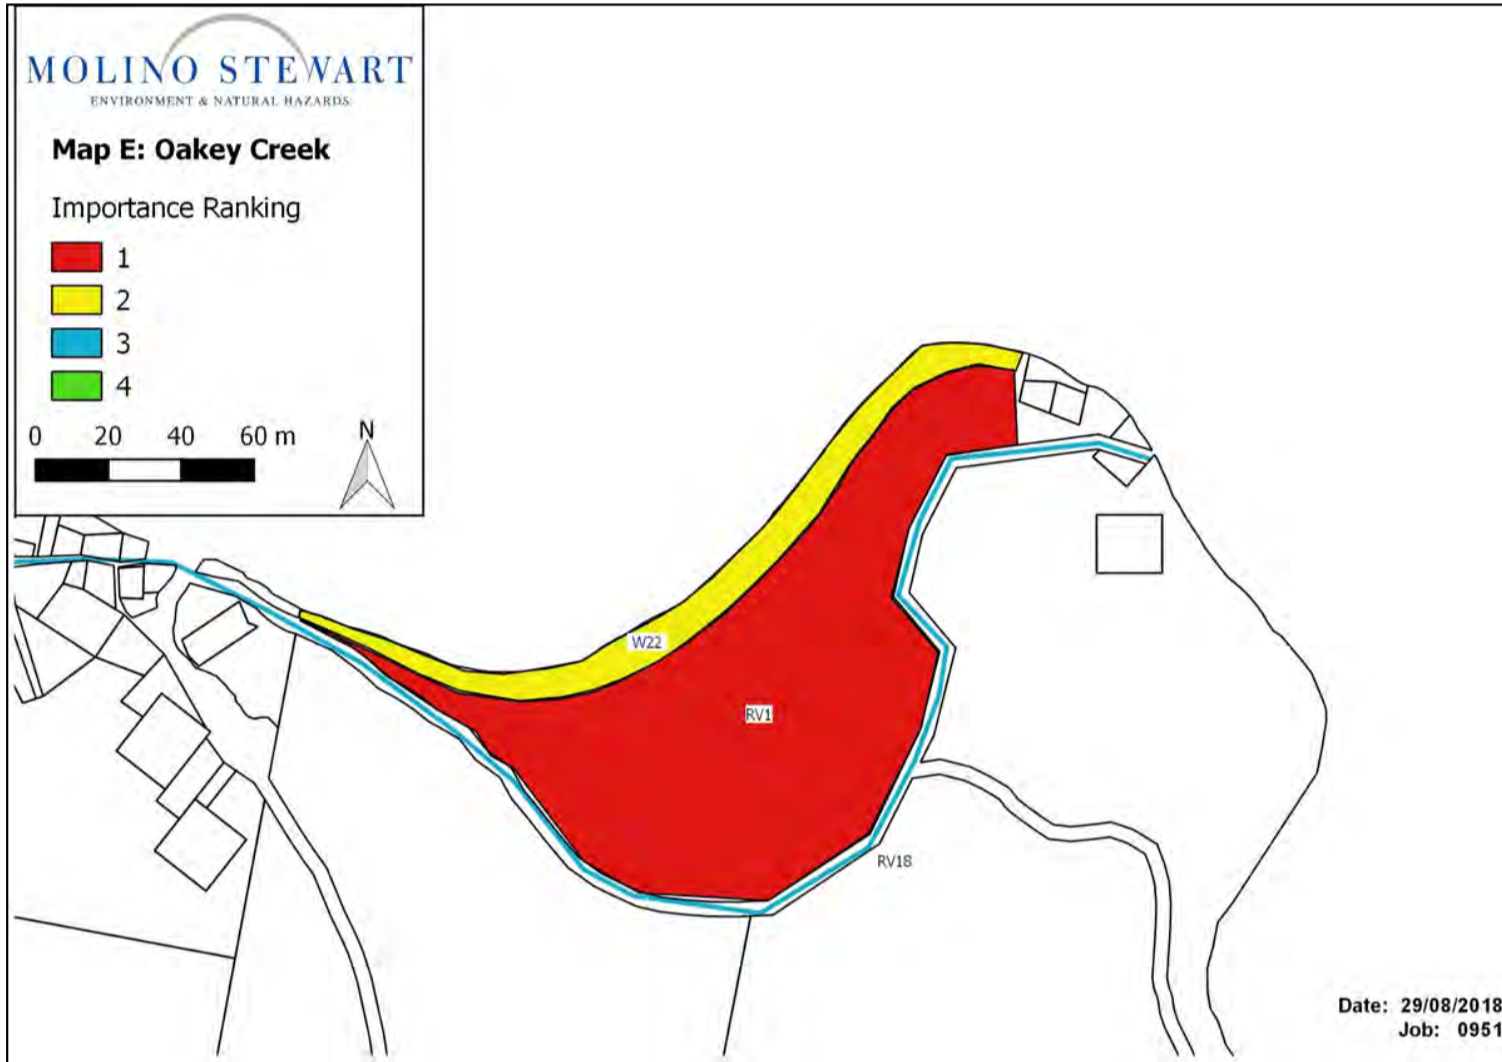 MOLINO STEWART
ENVIRONMENT & NATURAL HAZARDS
Map E: Oakey Creek
Importance Ranking
1
2
3
4
0 20 40 60 m
N
W22
RV1
RV18
Date: 29/08/2018
Job: 0951